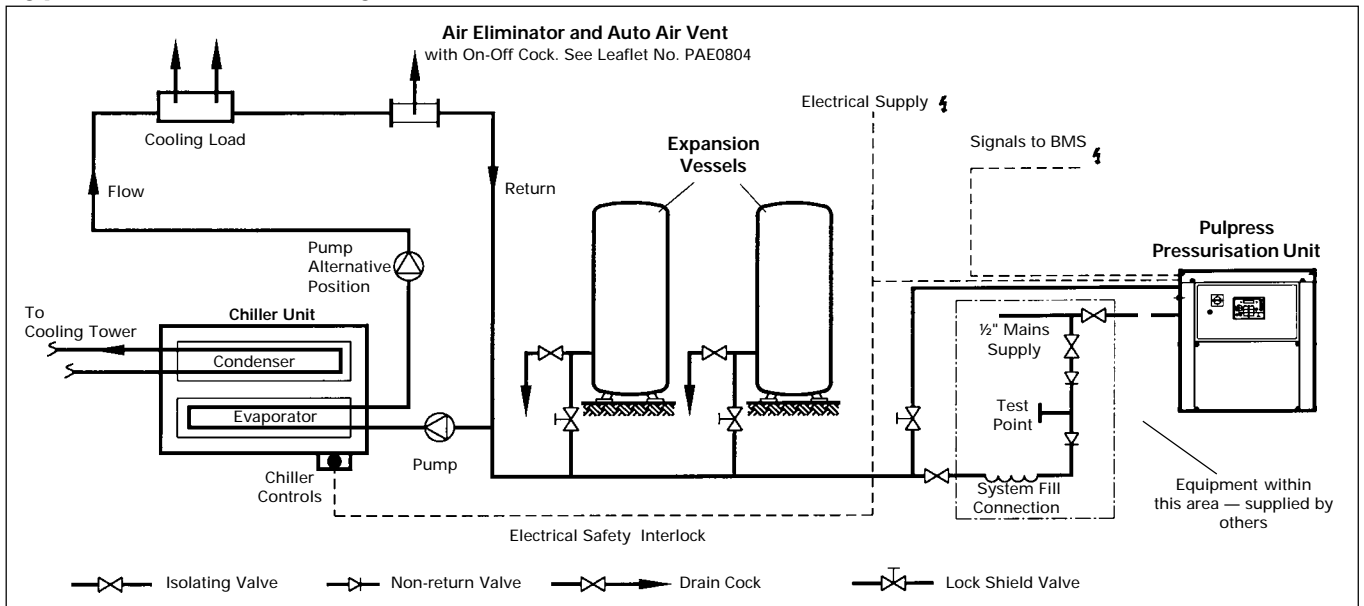 Air Eliminator and Auto Air Vent
with On-Off Cock. See Leaflet No. PAE0804
Electrical Supply
Cooling Load
Signals to BMS
Expansion
Vessels
Flow
Return
Pulpress
Pressurisation Unit
Pump
Alternative
Position
To
Cooling Tower
Chiller Unit
½" Mains
Supply
Condenser
Evaporator
Test
Point
Pump
Chiller
Controls
System Fill
Connection
Equipment within
this area — supplied by
others
Electrical Safety Interlock
Isolating Valve
Non-return Valve
Drain Cock
Lock Shield Valve